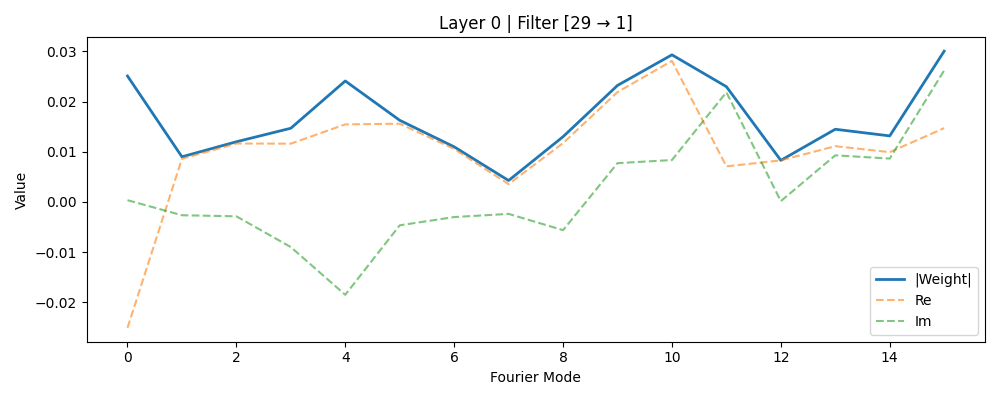 Layer 0 | Filter [29 → 1]
Value
0.03
0.02
0.01
0.00
−0.01
−0.02
0 2 4 6 8 10 12 14
Fourier Mode
|Weight|
Re
Im